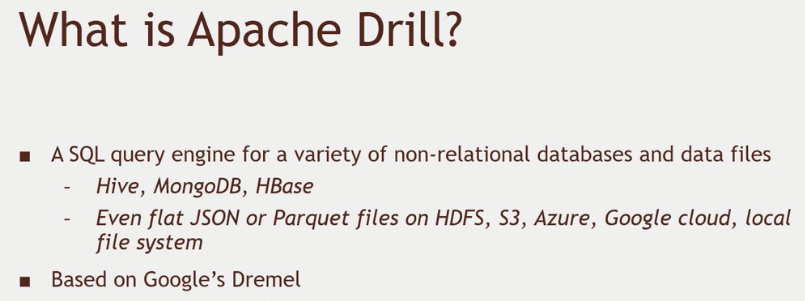 What is Apache Drill?
■ A SQL query engine for a variety of non-relational databases and data files
– Hive, MongoDB, HBase
– Even flat JSON or Parquet files on HDFS, S3, Azure, Google cloud, local
file system
■ Based on Google’s Dremel